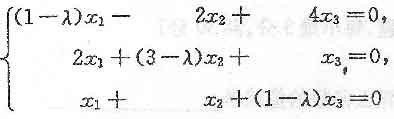 (1-λ)x₁- 2x₂+ 4x₃=0,
2x₁+(3-λ)x₂+ x₃=0,
x₁+ x₂+(1-λ)x₃=0